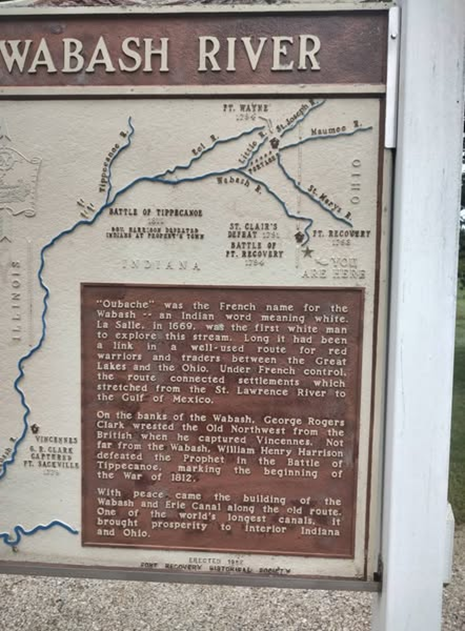 WABASH RIVER
FT. WAYNE
St. Joseph R.
Maumee R.
Eel R.
Little R.
PORTAGE
Tippecanoe R.
Wabash R.
St. Marys R.
OHIO
BATTLE OF TIPPECANOE
GEN. HARRISON DEFEATED
INDIANS AT PROPHET'S TOWN
ST. CLAIR'S
DEFEAT 1791
BATTLE OF
FT. RECOVERY
1794
FT. RECOVERY
YOU
ARE HERE
INDIANA
ILLINOIS
"Oubache" was the French name for the
Wabash -- an Indian word meaning white.
La Salle, in 1669, was the first white man
to explore this stream. Long it had been
a link in a well-used route for red
warriors and traders between the Great
Lakes and the Ohio. Under French control,
the route connected settlements which
stretched from the St. Lawrence River to
the Gulf of Mexico.
On the banks of the Wabash, George Rogers
Clark wrested the Old Northwest from the
British when he captured Vincennes. Not
far from the Wabash, William Henry Harrison
defeated the Prophet in the Battle of
Tippecanoe, marking the beginning of
the War of 1812.
With peace came the building of the
Wabash and Erie Canal along the old route.
One of the world's longest canals, it
brought prosperity to interior Indiana
and Ohio.
VINCENNES
G. R. CLARK
CAPTURED
FT. SACKVILLE
ERECTED
FORT RECOVERY HISTORICAL SOCIETY